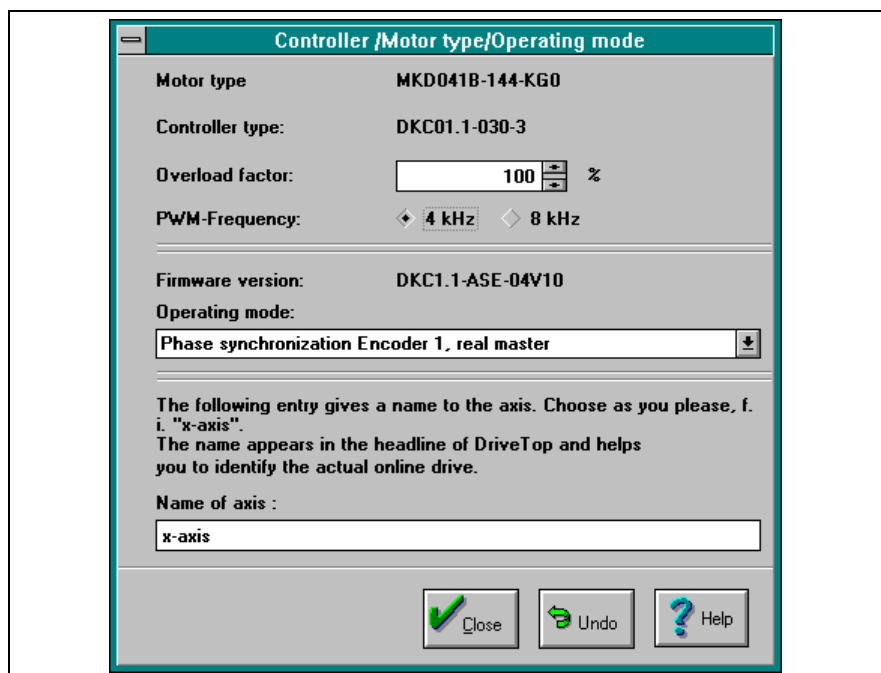 Controller /Motor type/Operating mode
Motor type MKD041B-144-KG0
Controller type: DKC01.1-030-3
Overload factor: 100 %
PWM-Frequency: 4 kHz 8 kHz
Firmware version: DKC1.1-ASE-04V10
Operating mode:
Phase synchronization Encoder 1, real master
The following entry gives a name to the axis. Choose as you please, f.
i. "x-axis".
The name appears in the headline of DriveTop and helps
you to identify the actual online drive.
Name of axis :
x-axis
Close Undo Help